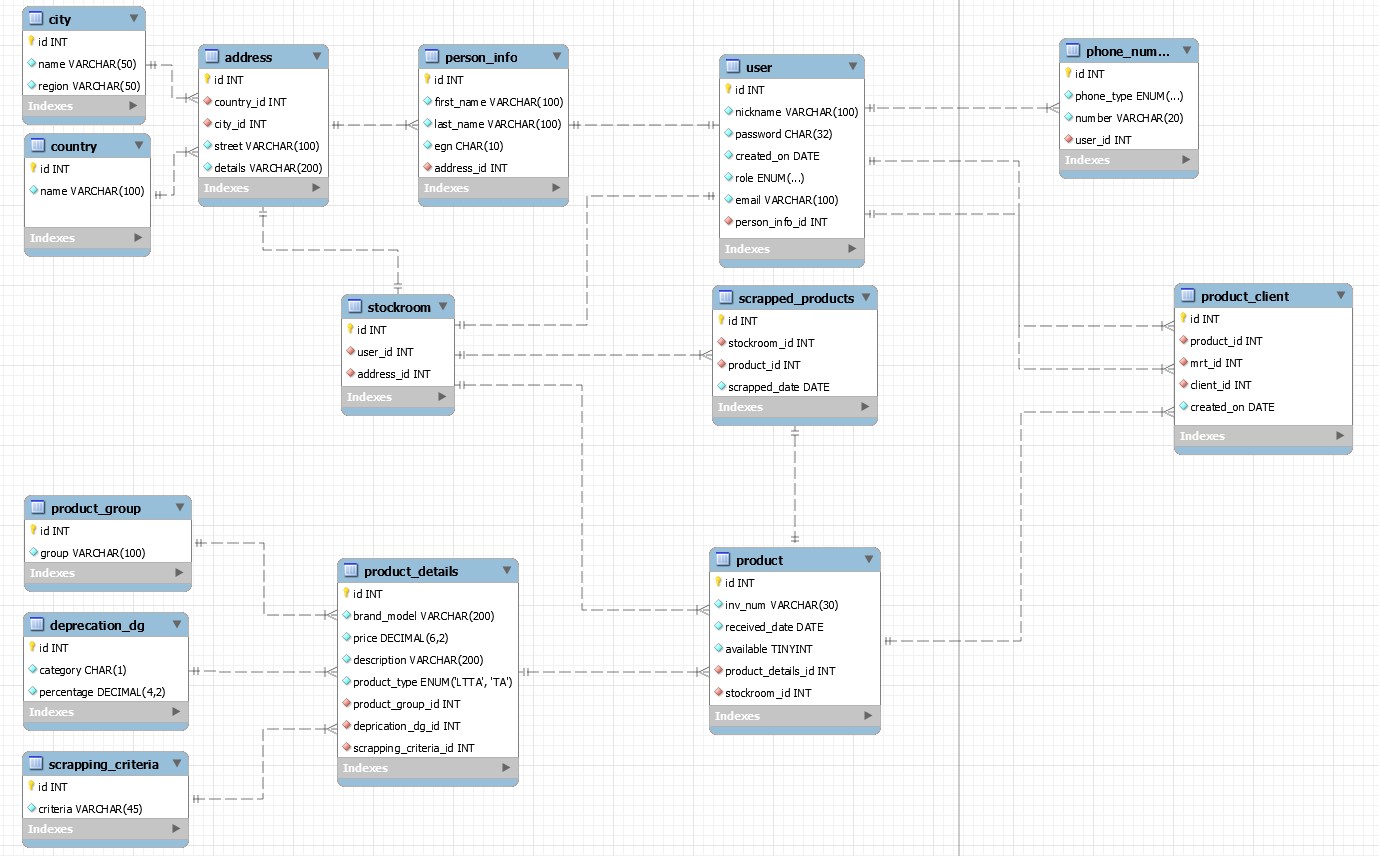 city
id INT
name VARCHAR(50)
region VARCHAR(50)
Indexes
country
id INT
name VARCHAR(100)
Indexes
address
id INT
country_id INT
city_id INT
street VARCHAR(100)
details VARCHAR(200)
Indexes
person_info
id INT
first_name VARCHAR(100)
last_name VARCHAR(100)
egn CHAR(10)
address_id INT
Indexes
user
id INT
nickname VARCHAR(100)
password CHAR(32)
created_on DATE
role ENUM(...)
email VARCHAR(100)
person_info_id INT
Indexes
phone_num...
id INT
phone_type ENUM(...)
number VARCHAR(20)
user_id INT
Indexes
stockroom
id INT
user_id INT
address_id INT
Indexes
scrapped_products
id INT
stockroom_id INT
product_id INT
scrapped_date DATE
Indexes
product_client
id INT
product_id INT
mrt_id INT
client_id INT
created_on DATE
Indexes
product_group
id INT
group VARCHAR(100)
Indexes
deprecation_dg
id INT
category CHAR(1)
percentage DECIMAL(4,2)
Indexes
scrapping_criteria
id INT
criteria VARCHAR(45)
Indexes
product_details
id INT
brand_model VARCHAR(200)
price DECIMAL(6,2)
description VARCHAR(200)
product_type ENUM('LTTA', 'TA')
product_group_id INT
deprication_dg_id INT
scrapping_criteria_id INT
Indexes
product
id INT
inv_num VARCHAR(30)
received_date DATE
available TINYINT
product_details_id INT
stockroom_id INT
Indexes